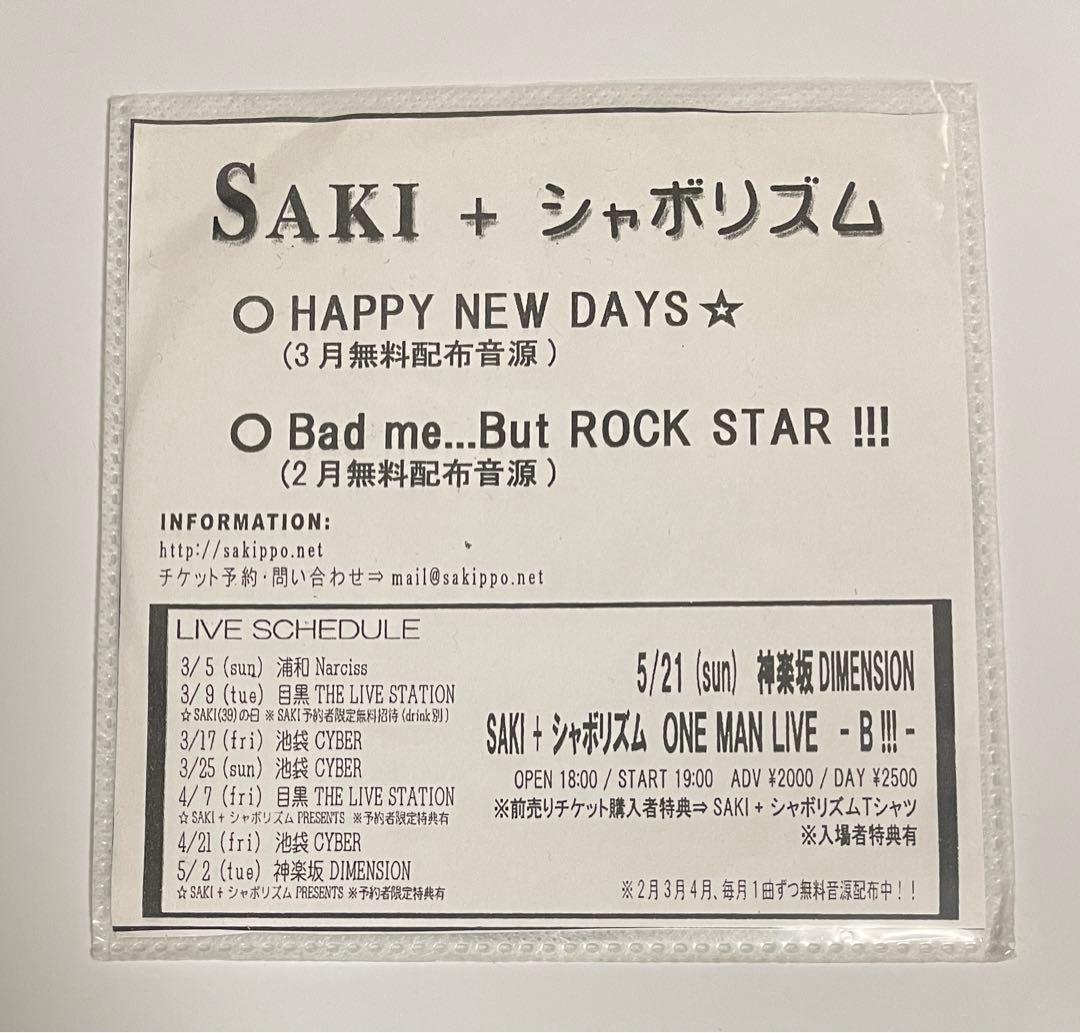 SAKI + シャボリズム
○ HAPPY NEW DAYS☆
(3月無料配布音源)
○ Bad me...But ROCK STAR !!!
(2月無料配布音源)
INFORMATION:
http://sakippo.net
チケット予約・問い合わせ⇒ mail@sakippo.net
LIVE SCHEDULE
3/5 (sun) 浦和 Narciss
3/9 (tue) 目黒 THE LIVE STATION
☆SAKI(39)の日 ※SAKI予約者限定無料招待(drink別)
3/17 (fri) 池袋 CYBER
3/25 (sun) 池袋 CYBER
4/7 (fri) 目黒 THE LIVE STATION
☆SAKI + シャボリズム PRESENTS ※予約者限定特典有
4/21 (fri) 池袋 CYBER
5/2 (tue) 神楽坂 DIMENSION
☆SAKI + シャボリズム PRESENTS ※予約者限定特典有
5/21 (sun) 神楽坂 DIMENSION
SAKI + シャボリズム ONE MAN LIVE - B !!! -
OPEN 18:00 / START 19:00 ADV ¥2000 / DAY ¥2500
※前売りチケット購入者特典⇒ SAKI + シャボリズムTシャツ
※入場者特典有
※2月3月4月、毎月1曲ずつ無料音源配布中!!